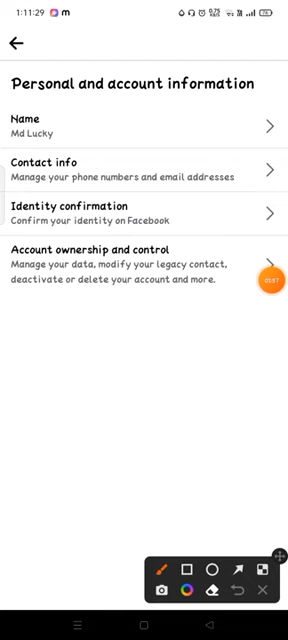 1:11:29 m
Personal and account information
Name
Md Lucky
Contact info
Manage your phone numbers and email addresses
Identity confirmation
Confirm your identity on Facebook
Account ownership and control
Manage your data, modify your legacy contact,
deactivate or delete your account and more.